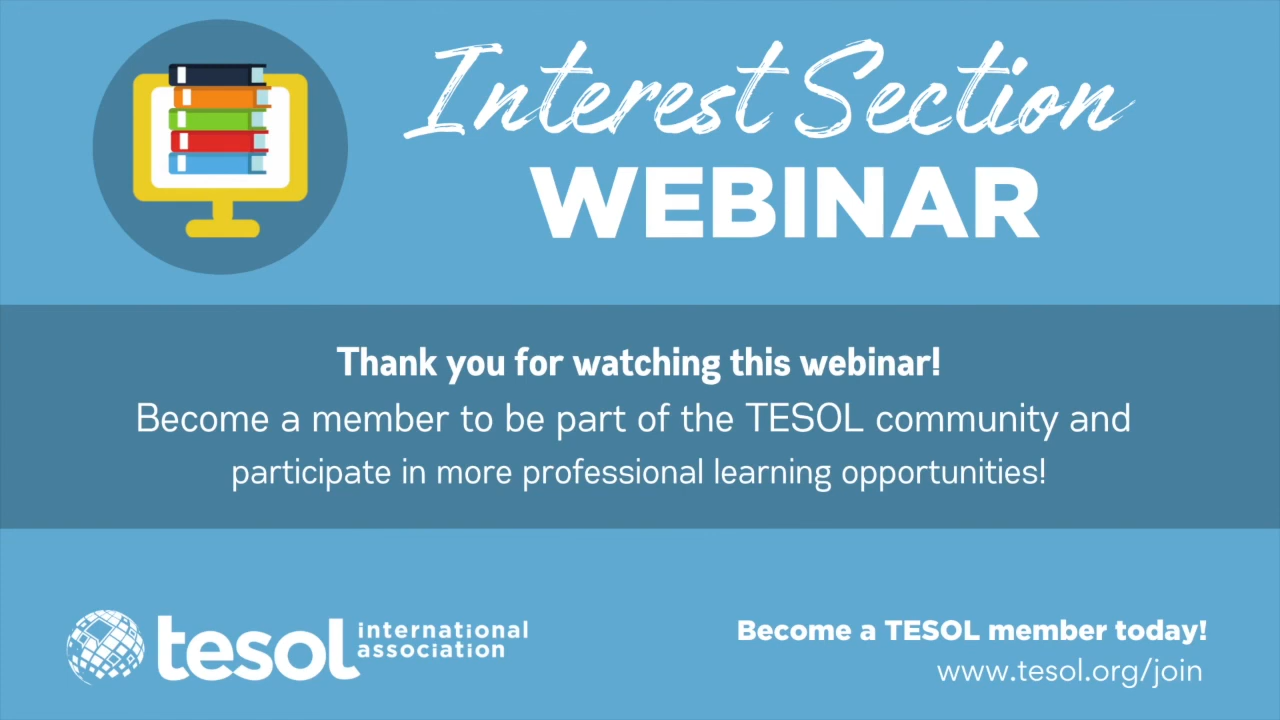 Interest Section
WEBINAR
Thank you for watching this webinar!
Become a member to be part of the TESOL community and
participate in more professional learning opportunities!
tesol international
association
Become a TESOL member today!
www.tesol.org/join